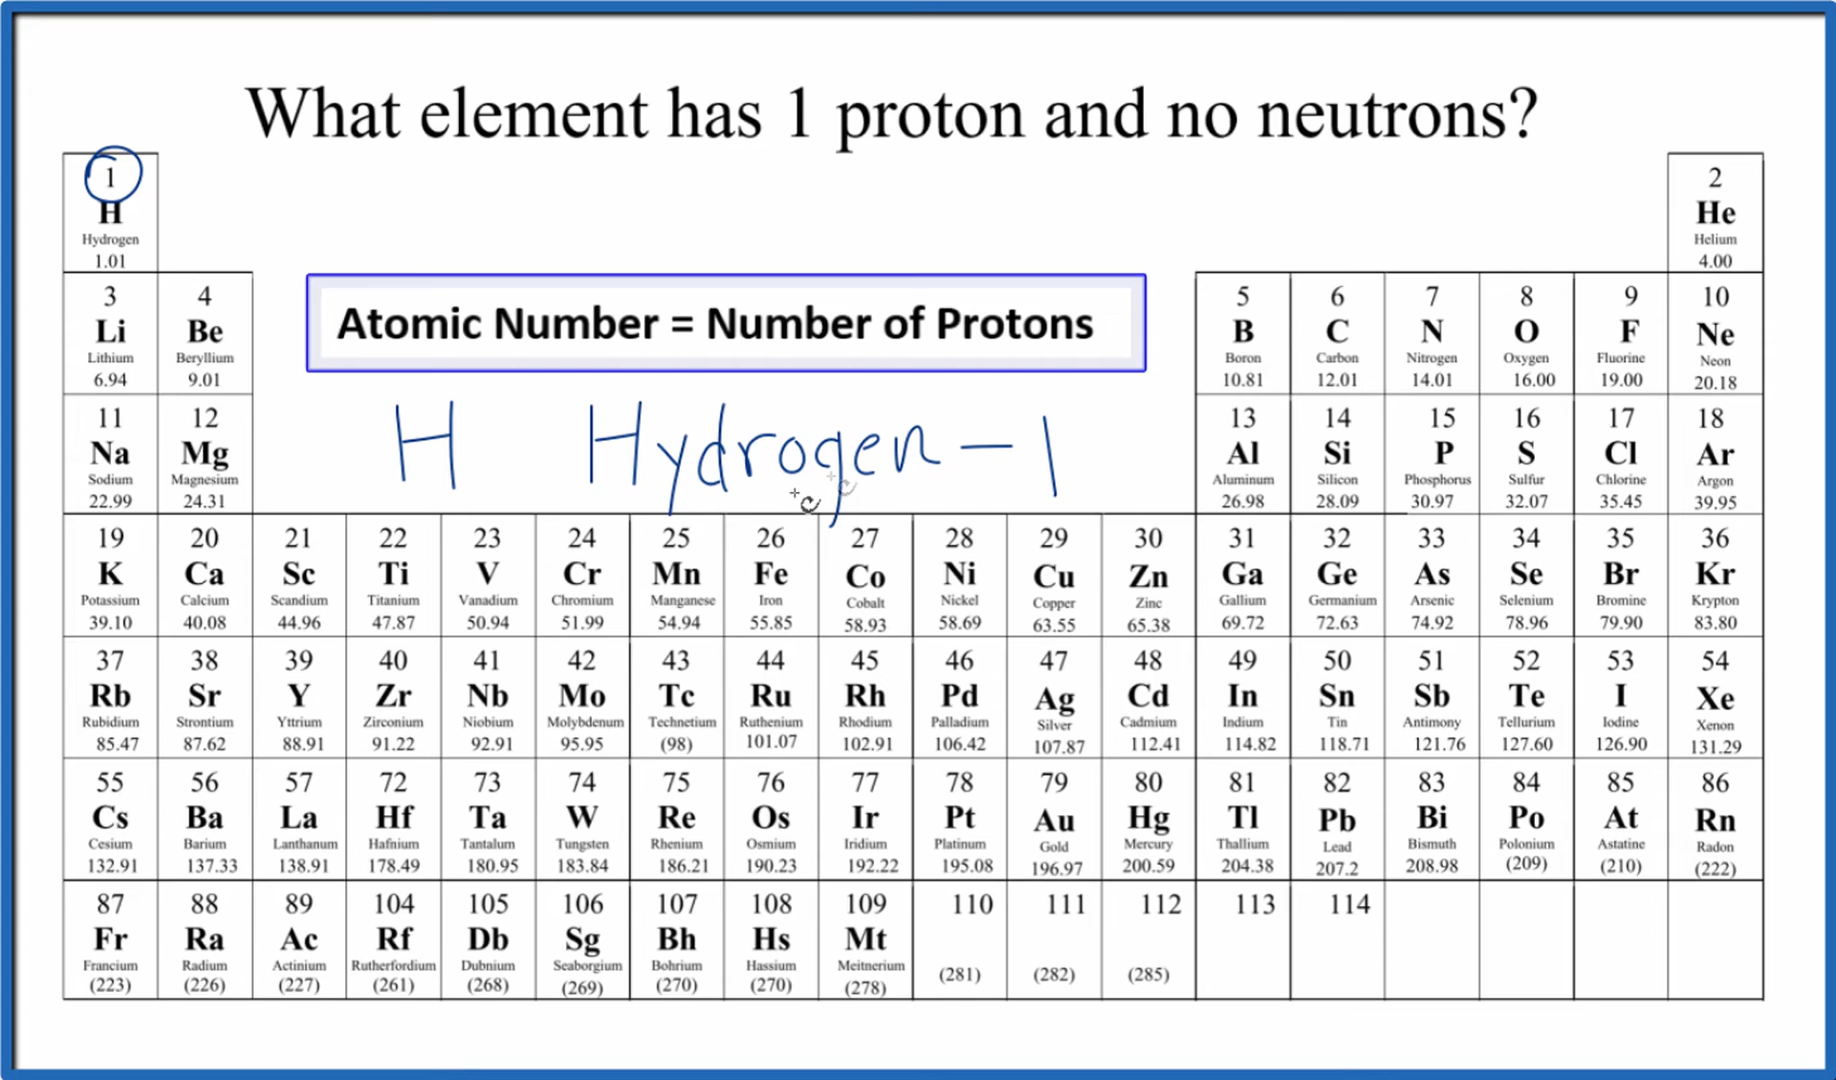 What element has 1 proton and no neutrons?
1 2
H He
Hydrogen Helium
1.01 4.00
Atomic Number = Number of Protons
3 4 5 6 7 8 9 10
Li Be B C N O F Ne
Lithium Beryllium Boron Carbon Nitrogen Oxygen Fluorine Neon
6.94 9.01 10.81 12.01 14.01 16.00 19.00 20.18
H Hydrogen - 1
11 12 13 14 15 16 17 18
Na Mg Al Si P S Cl Ar
Sodium Magnesium Aluminum Silicon Phosphorus Sulfur Chlorine Argon
22.99 24.31 26.98 28.09 30.97 32.07 35.45 39.95
19 20 21 22 23 24 25 26 27 28 29 30 31 32 33 34 35 36
K Ca Sc Ti V Cr Mn Fe Co Ni Cu Zn Ga Ge As Se Br Kr
Potassium Calcium Scandium Titanium Vanadium Chromium Manganese Iron Cobalt Nickel Copper Zinc Gallium Germanium Arsenic Selenium Bromine Krypton
39.10 40.08 44.96 47.87 50.94 51.99 54.94 55.85 58.93 58.69 63.55 65.38 69.72 72.63 74.92 78.96 79.90 83.80
37 38 39 40 41 42 43 44 45 46 47 48 49 50 51 52 53 54
Rb Sr Y Zr Nb Mo Tc Ru Rh Pd Ag Cd In Sn Sb Te I Xe
Rubidium Strontium Yttrium Zirconium Niobium Molybdenum Technetium Ruthenium Rhodium Palladium Silver Cadmium Indium Tin Antimony Tellurium Iodine Xenon
85.47 87.62 88.91 91.22 92.91 95.95 (98) 101.07 102.91 106.42 107.87 112.41 114.82 118.71 121.76 127.60 126.90 131.29
55 56 57 72 73 74 75 76 77 78 79 80 81 82 83 84 85 86
Cs Ba La Hf Ta W Re Os Ir Pt Au Hg Tl Pb Bi Po At Rn
Cesium Barium Lanthanum Hafnium Tantalum Tungsten Rhenium Osmium Iridium Platinum Gold Mercury Thallium Lead Bismuth Polonium Astatine Radon
132.91 137.33 138.91 178.49 180.95 183.84 186.21 190.23 192.22 195.08 196.97 200.59 204.38 207.2 208.98 (209) (210) (222)
87 88 89 104 105 106 107 108 109 110 111 112 113 114
Fr Ra Ac Rf Db Sg Bh Hs Mt
Francium Radium Actinium Rutherfordium Dubnium Seaborgium Bohrium Hassium Meitnerium
(223) (226) (227) (261) (268) (269) (270) (270) (278) (281) (282) (285)